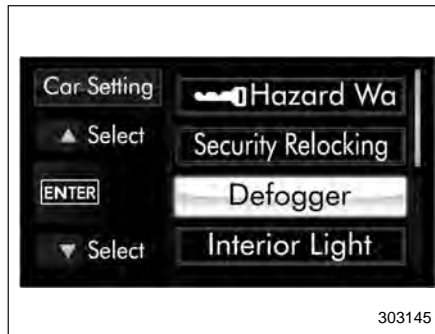 Car Setting
Hazard Wa
▲ Select
Security Relocking
ENTER
Defogger
▼ Select
Interior Light
303145